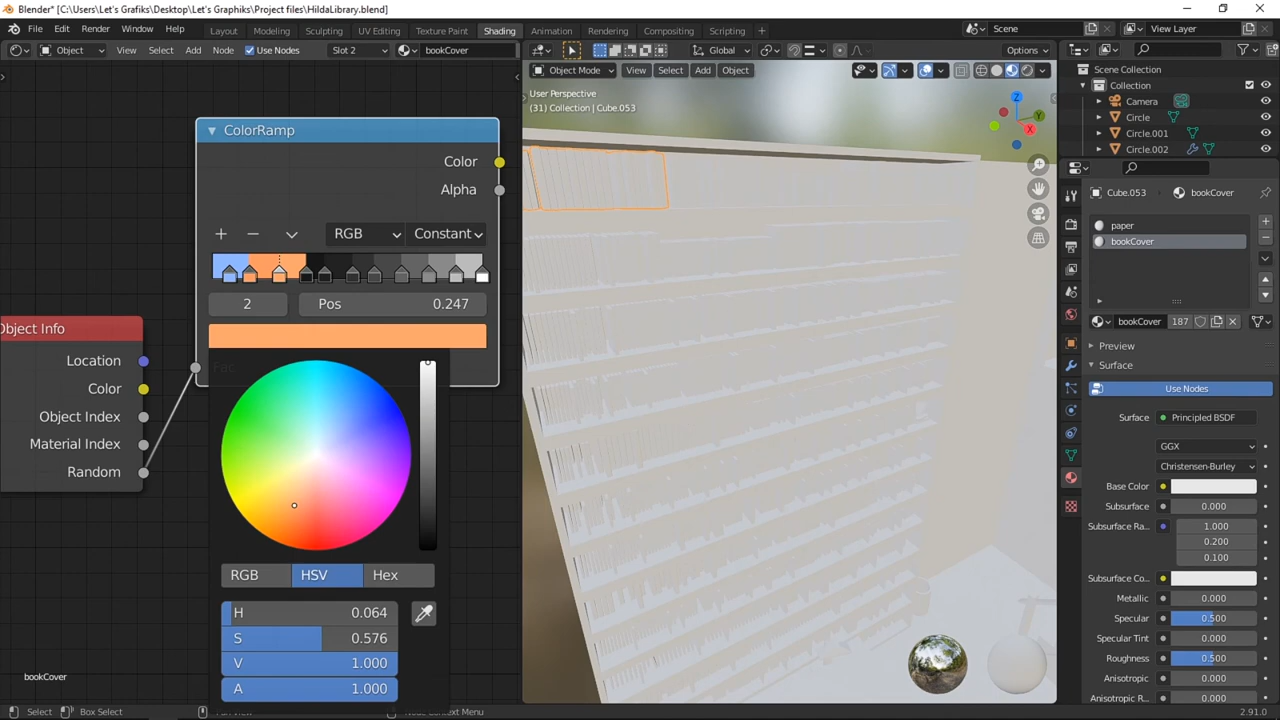 Blender* [C:\Users\Let's Grafiks\Desktop\Let's Graphiks\Project files\HildaLibrary.blend]
File Edit Render Window Help Layout Modeling Sculpting UV Editing Texture Paint Shading Animation Rendering Compositing Scripting Scene View Layer
Object View Select Add Node Use Nodes Slot 2 bookCover Global Options
Object Mode View Select Add Object
User Perspective
(31) Collection | Cube.053
Z
Y
X
Scene Collection
Collection
Camera
Circle
Circle.001
Circle.002
Cube.053 bookCover
paper
bookCover
bookCover 187
Preview
Surface
Use Nodes
Surface Principled BSDF
GGX
Christensen-Burley
Base Color
Subsurface 0.000
Subsurface Ra... 1.000
0.200
0.100
Subsurface Co...
Metallic 0.000
Specular 0.500
Specular Tint 0.000
Roughness 0.500
Anisotropic 0.000
Anisotropic R... 0.000
ColorRamp
Color
Alpha
RGB Constant
2 Pos 0.247
Fac
Object Info
Location
Color
Object Index
Material Index
Random
RGB HSV Hex
H 0.064
S 0.576
V 1.000
A 1.000
bookCover
Select Box Select Node Context Menu 2.91.0